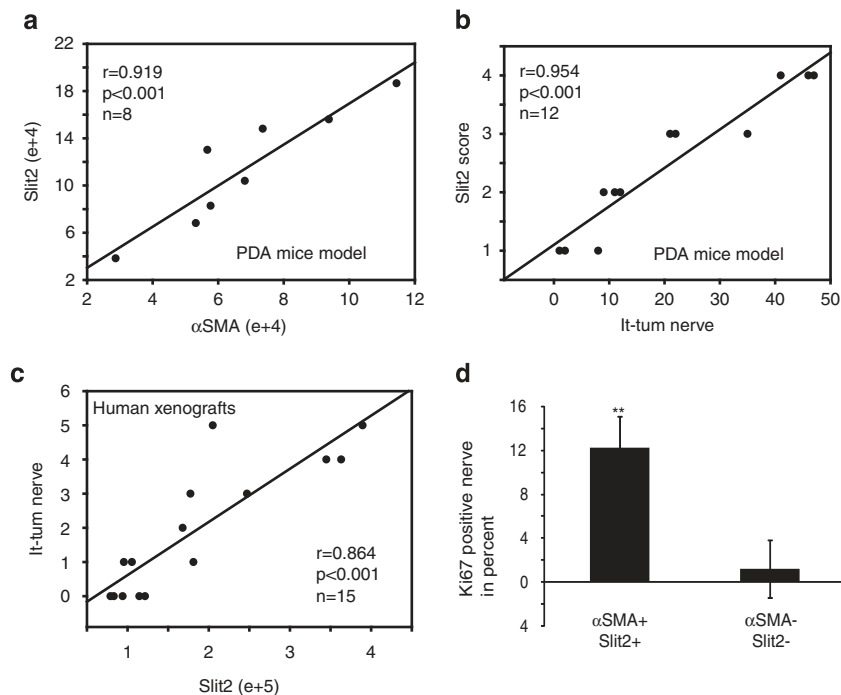 a
22
18
14
10
6
2
Slit2 (e+4)
r=0.919
p<0.001
n=8
PDA mice model
2 4 6 8 10 12
αSMA (e+4)
b
4
3
2
1
Slit2 score
r=0.954
p<0.001
n=12
PDA mice model
0 10 20 30 40 50
It-tum nerve
c
6
5
4
3
2
1
0
It-tum nerve
Human xenografts
r=0.864
p<0.001
n=15
1 2 3 4
Slit2 (e+5)
d
16
12
8
4
0
4
Ki67 positive nerve
in percent
**
αSMA+
Slit2+
αSMA-
Slit2-